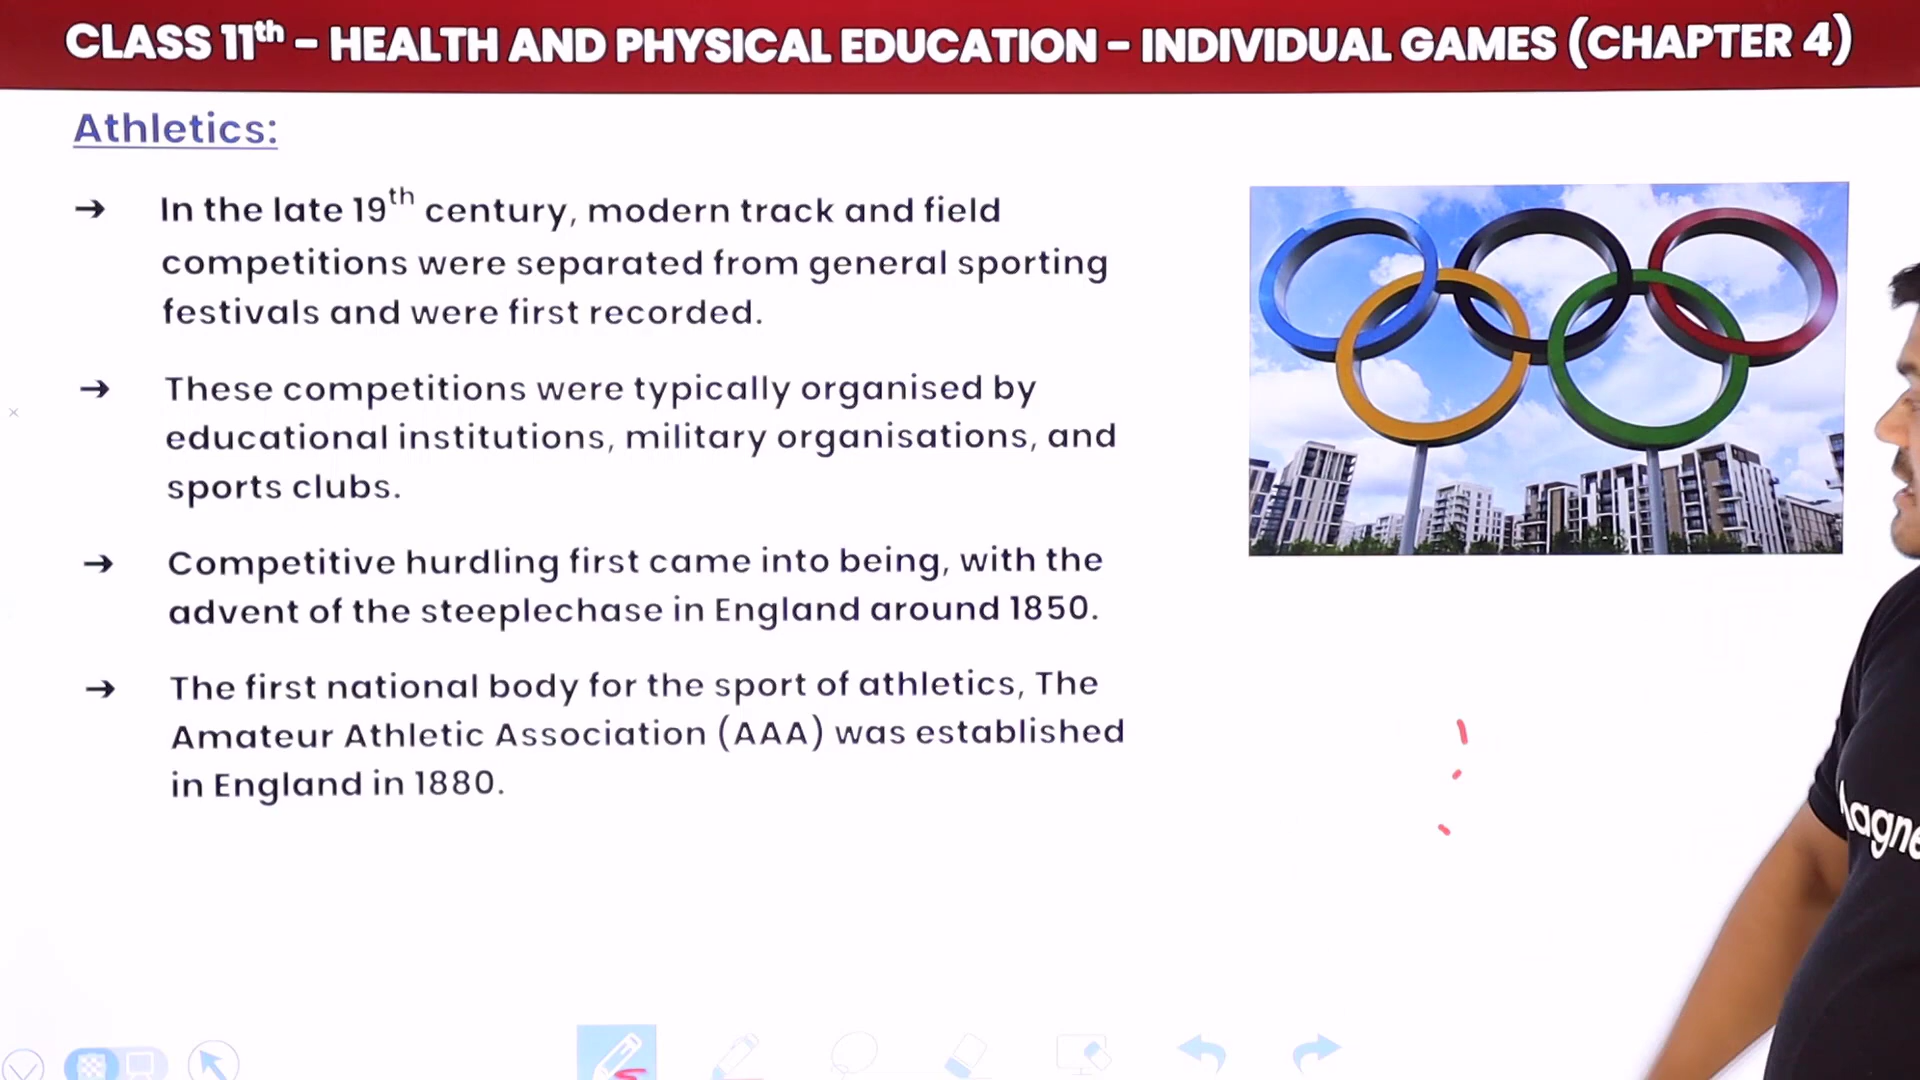 CLASS 11th – HEALTH AND PHYSICAL EDUCATION – INDIVIDUAL GAMES (CHAPTER 4)
Athletics:
→ In the late 19th century, modern track and field
competitions were separated from general sporting
festivals and were first recorded.
→ These competitions were typically organised by
educational institutions, military organisations, and
sports clubs.
→ Competitive hurdling first came into being, with the
advent of the steeplechase in England around 1850.
→ The first national body for the sport of athletics, The
Amateur Athletic Association (AAA) was established
in England in 1880.